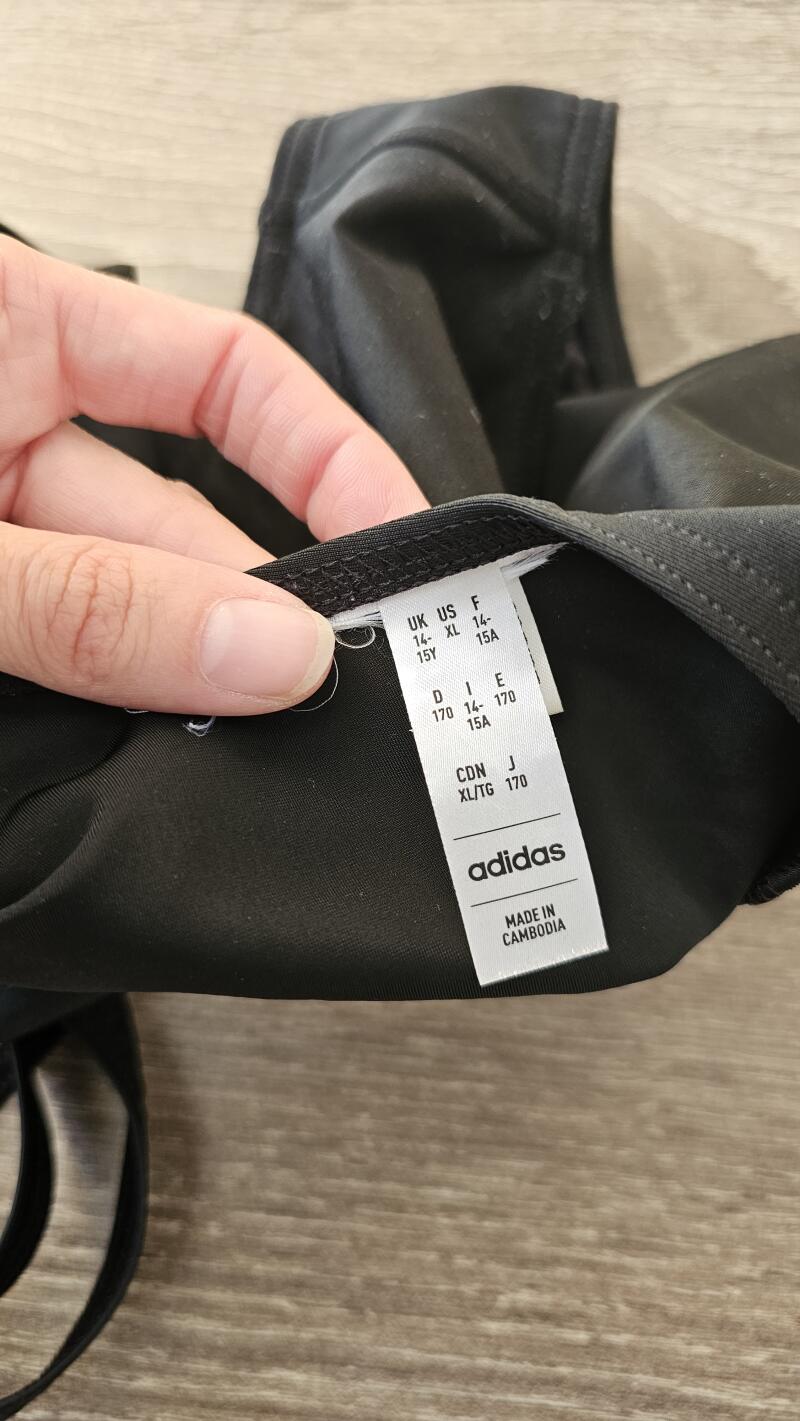 UK US F
14- XL 14-
15Y 15A
D I E
170 14- 170
15A
CDN J
XL/TG 170
adidas
MADE IN
CAMBODIA